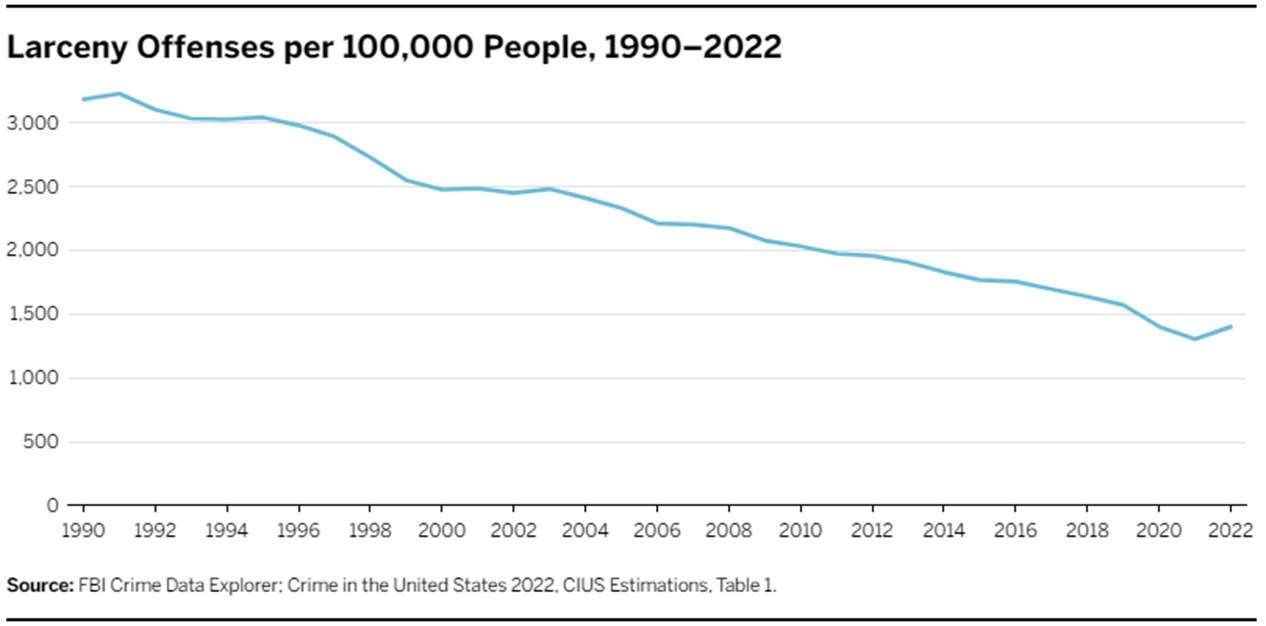 Larceny Offenses per 100,000 People, 1990–2022
3,000
2,500
2,000
1,500
1,000
500
0
1990 1992 1994 1996 1998 2000 2002 2004 2006 2008 2010 2012 2014 2016 2018 2020 2022
Source: FBI Crime Data Explorer; Crime in the United States 2022, CIUS Estimations, Table 1.